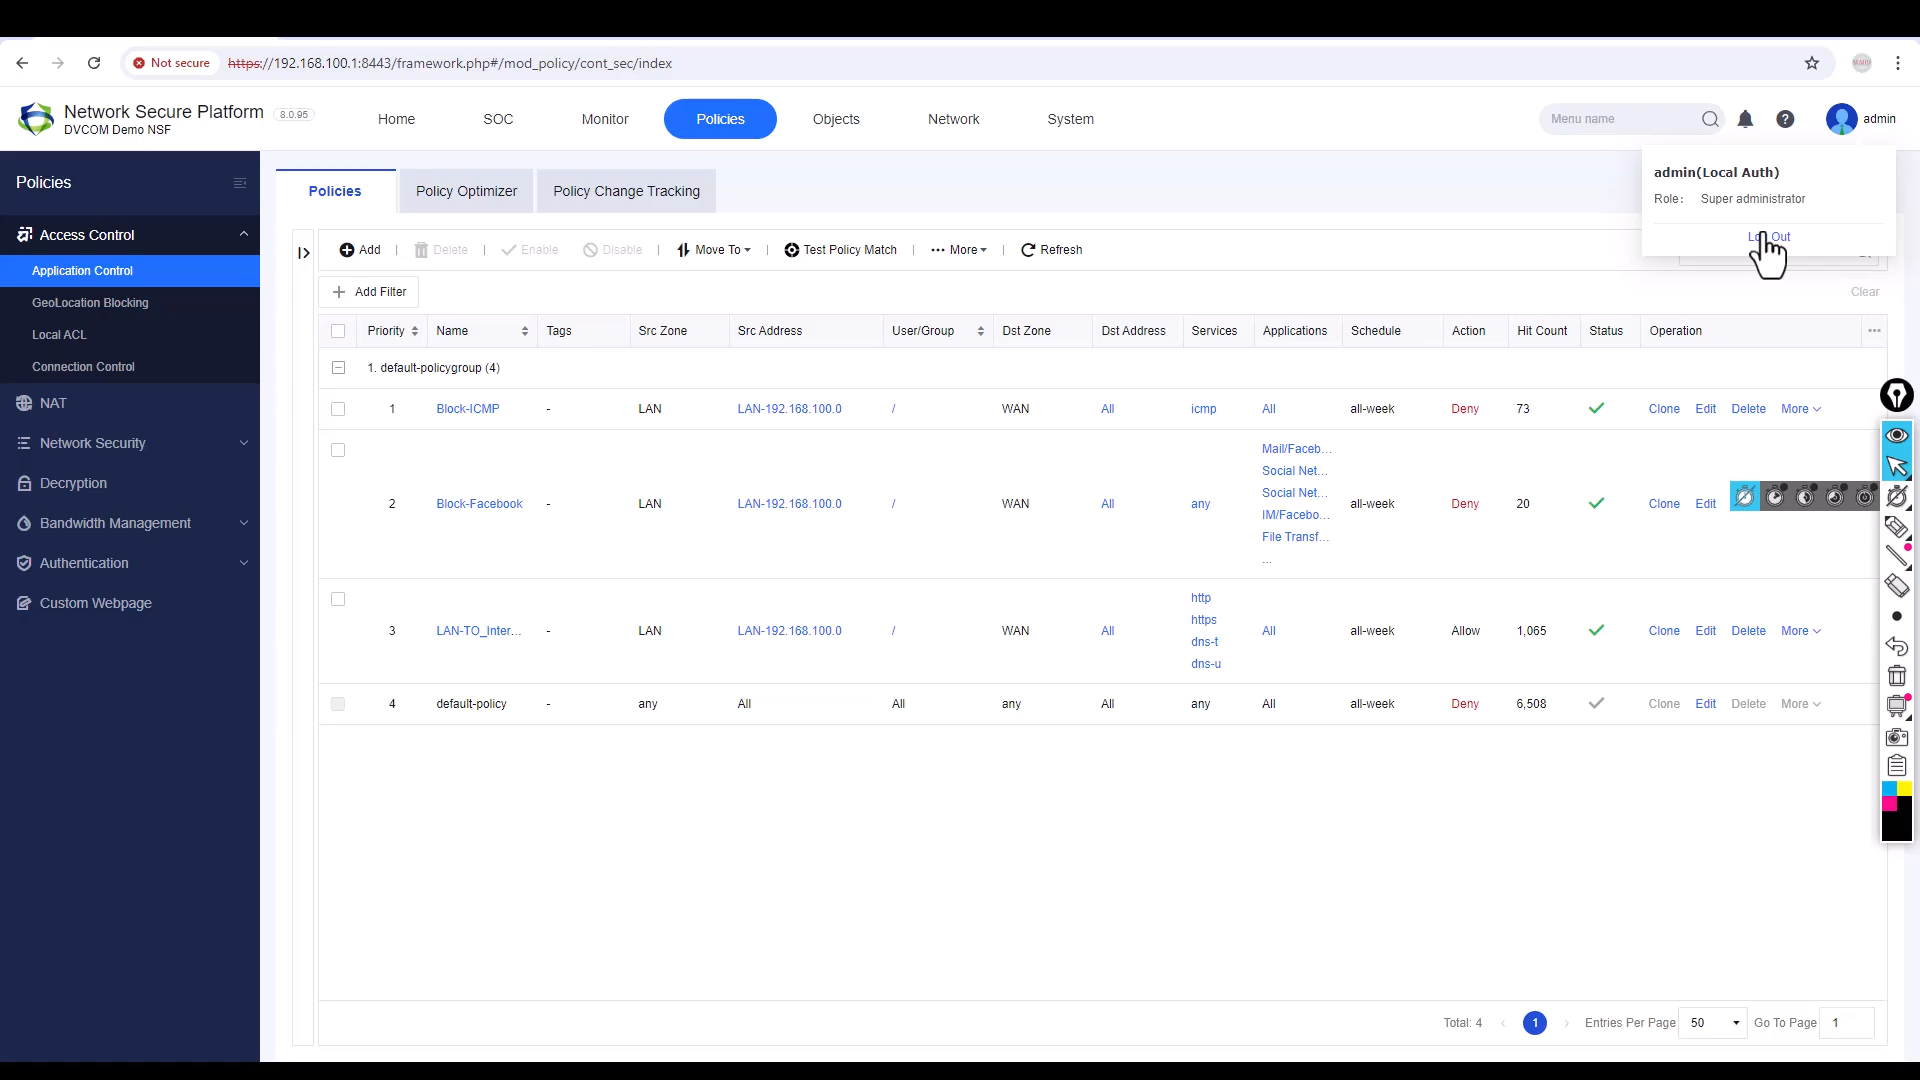 Not secure https://192.168.100.1:8443/framework.php#/mod_policy/cont_sec/index
Network Secure Platform 8.0.95
DVCOM Demo NSF
Home SOC Monitor Policies Objects Network System
Menu name
admin
admin(Local Auth)
Role: Super administrator
Out
Policies
Access Control
Application Control
GeoLocation Blocking
Local ACL
Connection Control
NAT
Network Security
Decryption
Bandwidth Management
Authentication
Custom Webpage
Policies Policy Optimizer Policy Change Tracking
Add Delete Enable Disable Move To Test Policy Match More Refresh
Add Filter Clear
Priority Name Tags Src Zone Src Address User/Group Dst Zone Dst Address Services Applications Schedule Action Hit Count Status Operation
1. default-policygroup (4)
1 Block-ICMP - LAN LAN-192.168.100.0 / WAN All icmp All all-week Deny 73 Clone Edit Delete More
Mail/Faceb...
Social Net...
Social Net...
2 Block-Facebook - LAN LAN-192.168.100.0 / WAN All any all-week Deny 20 Clone Edit
IM/Facebo...
File Transf...
...
http
https
3 LAN-TO_Inter... - LAN LAN-192.168.100.0 / WAN All All all-week Allow 1,065 Clone Edit Delete More
dns-t
dns-u
4 default-policy - any All All any All any All all-week Deny 6,508 Clone Edit Delete More
Total: 4 1 Entries Per Page 50 Go To Page 1